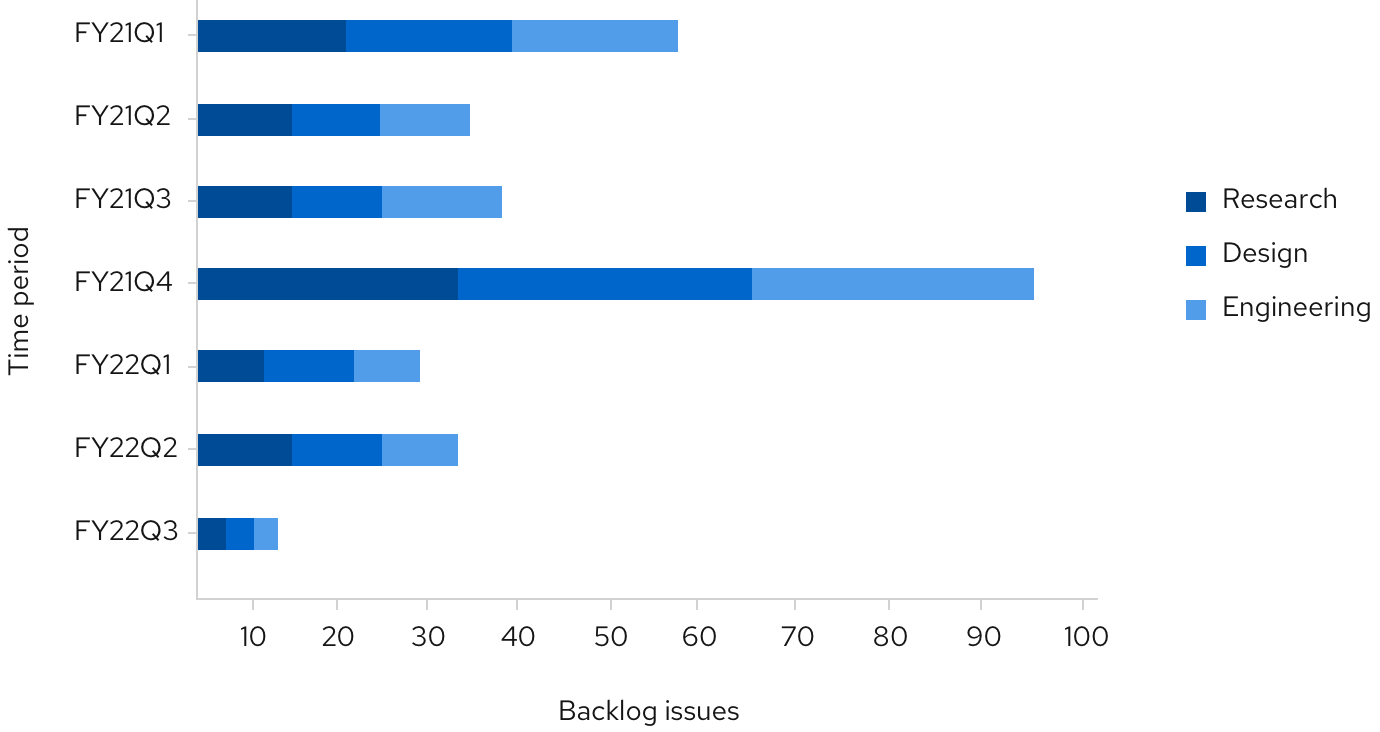 FY21Q1
FY21Q2
FY21Q3
FY21Q4
FY22Q1
FY22Q2
FY22Q3
Time period
10 20 30 40 50 60 70 80 90 100
Backlog issues
Research
Design
Engineering